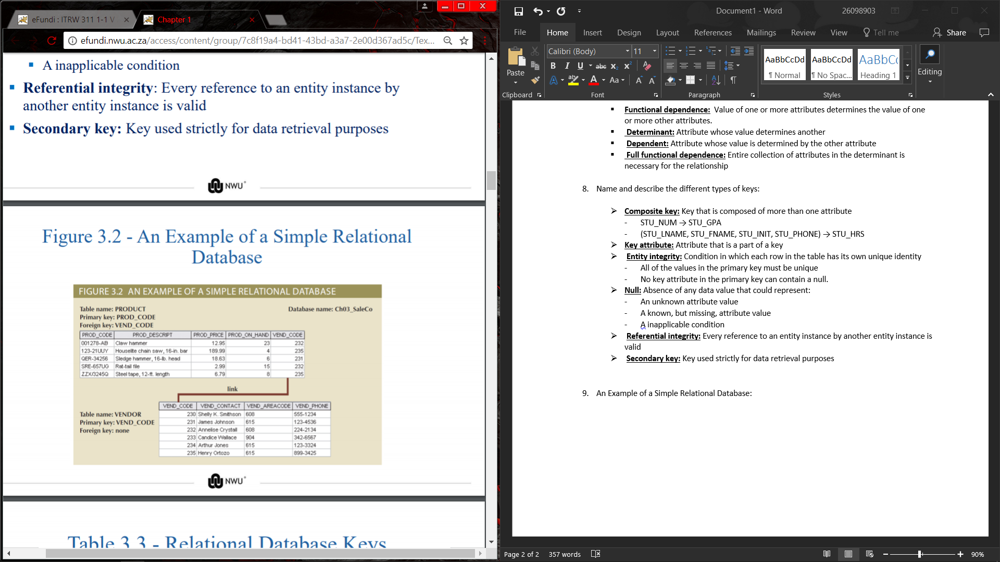 eFundi : ITRW 311 1-1 V
Chapter 1
efundi.nwu.ac.za/access/content/group/7c8f19a4-bd41-43bd-a3a7-2e00d367ad5c/Tex...
A inapplicable condition
Referential integrity: Every reference to an entity instance by
another entity instance is valid
Secondary key: Key used strictly for data retrieval purposes
NWU
Figure 3.2 - An Example of a Simple Relational
Database
FIGURE 3.2 AN EXAMPLE OF A SIMPLE RELATIONAL DATABASE
Table name: PRODUCT Database name: Ch03_SaleCo
Primary key: PROD_CODE
Foreign key: VEND_CODE
PROD_CODE PROD_DESCRIPT PROD_PRICE PROD_ON_HAND VEND_CODE
001278-AB Claw hammer 12.95 23 232
123-21UUY Houselite chain saw, 16-in. bar 189.99 4 235
QER-34256 Sledge hammer, 16-lb. head 18.63 6 231
SRE-657UG Rat-tail file 2.99 15 232
ZZX/3245Q Steel tape, 12-ft. length 6.79 8 235
link
VEND_CODE VEND_CONTACT VEND_AREACODE VEND_PHONE
Table name: VENDOR
Primary key: VEND_CODE
Foreign key: none
230 Shelly K. Smithson 608 555-1234
231 James Johnson 615 123-4536
232 Annelise Crystall 608 224-2134
233 Candice Wallace 904 342-6567
234 Arthur Jones 615 123-3324
235 Henry Ortozo 615 899-3425
NWU
Table 3.3 - Relational Database Keys
Document1 - Word 26098903
File Home Insert Design Layout References Mailings Review View Tell me Share
Paste
Calibri (Body) 11
B I U abc X₂ X²
A ab A Aa A A
AaBbCcDd AaBbCcDd AaBbCc
¶ Normal ¶ No Spac... Heading 1
Editing
Clipboard Font Paragraph Styles
Functional dependence: Value of one or more attributes determines the value of one
or more other attributes.
Determinant: Attribute whose value determines another
Dependent: Attribute whose value is determined by the other attribute
Full functional dependence: Entire collection of attributes in the determinant is
necessary for the relationship
8. Name and describe the different types of keys:
Composite key: Key that is composed of more than one attribute
- STU_NUM → STU_GPA
- (STU_LNAME, STU_FNAME, STU_INIT, STU_PHONE) → STU_HRS
Key attribute: Attribute that is a part of a key
Entity integrity: Condition in which each row in the table has its own unique identity
- All of the values in the primary key must be unique
- No key attribute in the primary key can contain a null.
Null: Absence of any data value that could represent:
- An unknown attribute value
- A known, but missing, attribute value
- A inapplicable condition
Referential integrity: Every reference to an entity instance by another entity instance is
valid
Secondary key: Key used strictly for data retrieval purposes
9. An Example of a Simple Relational Database:
Page 2 of 2 357 words 90%